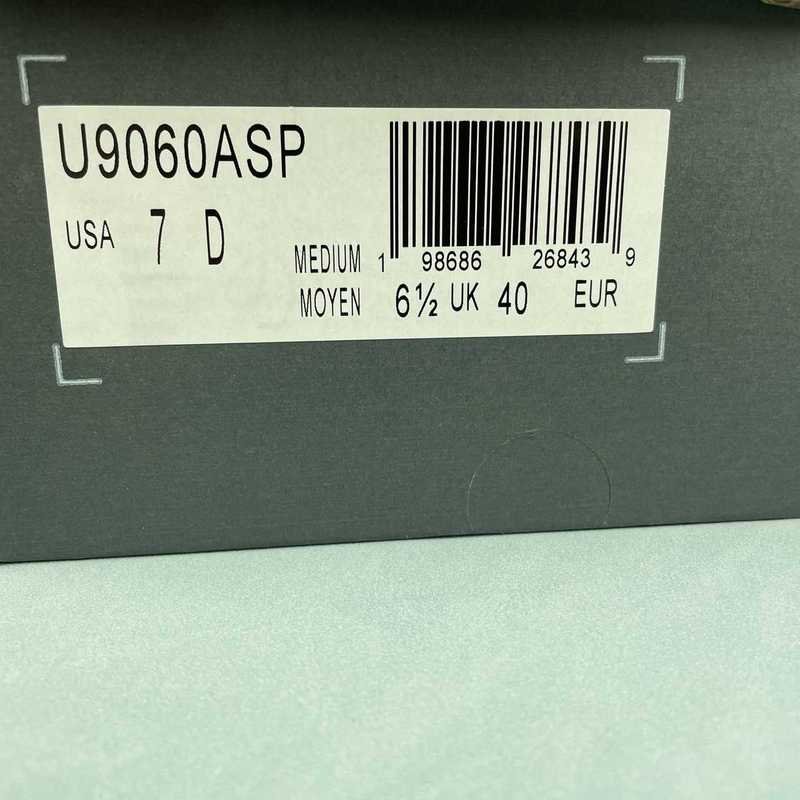 U9060ASP
USA 7 D
MEDIUM 1 98686 26843 9
MOYEN 6½ UK 40 EUR